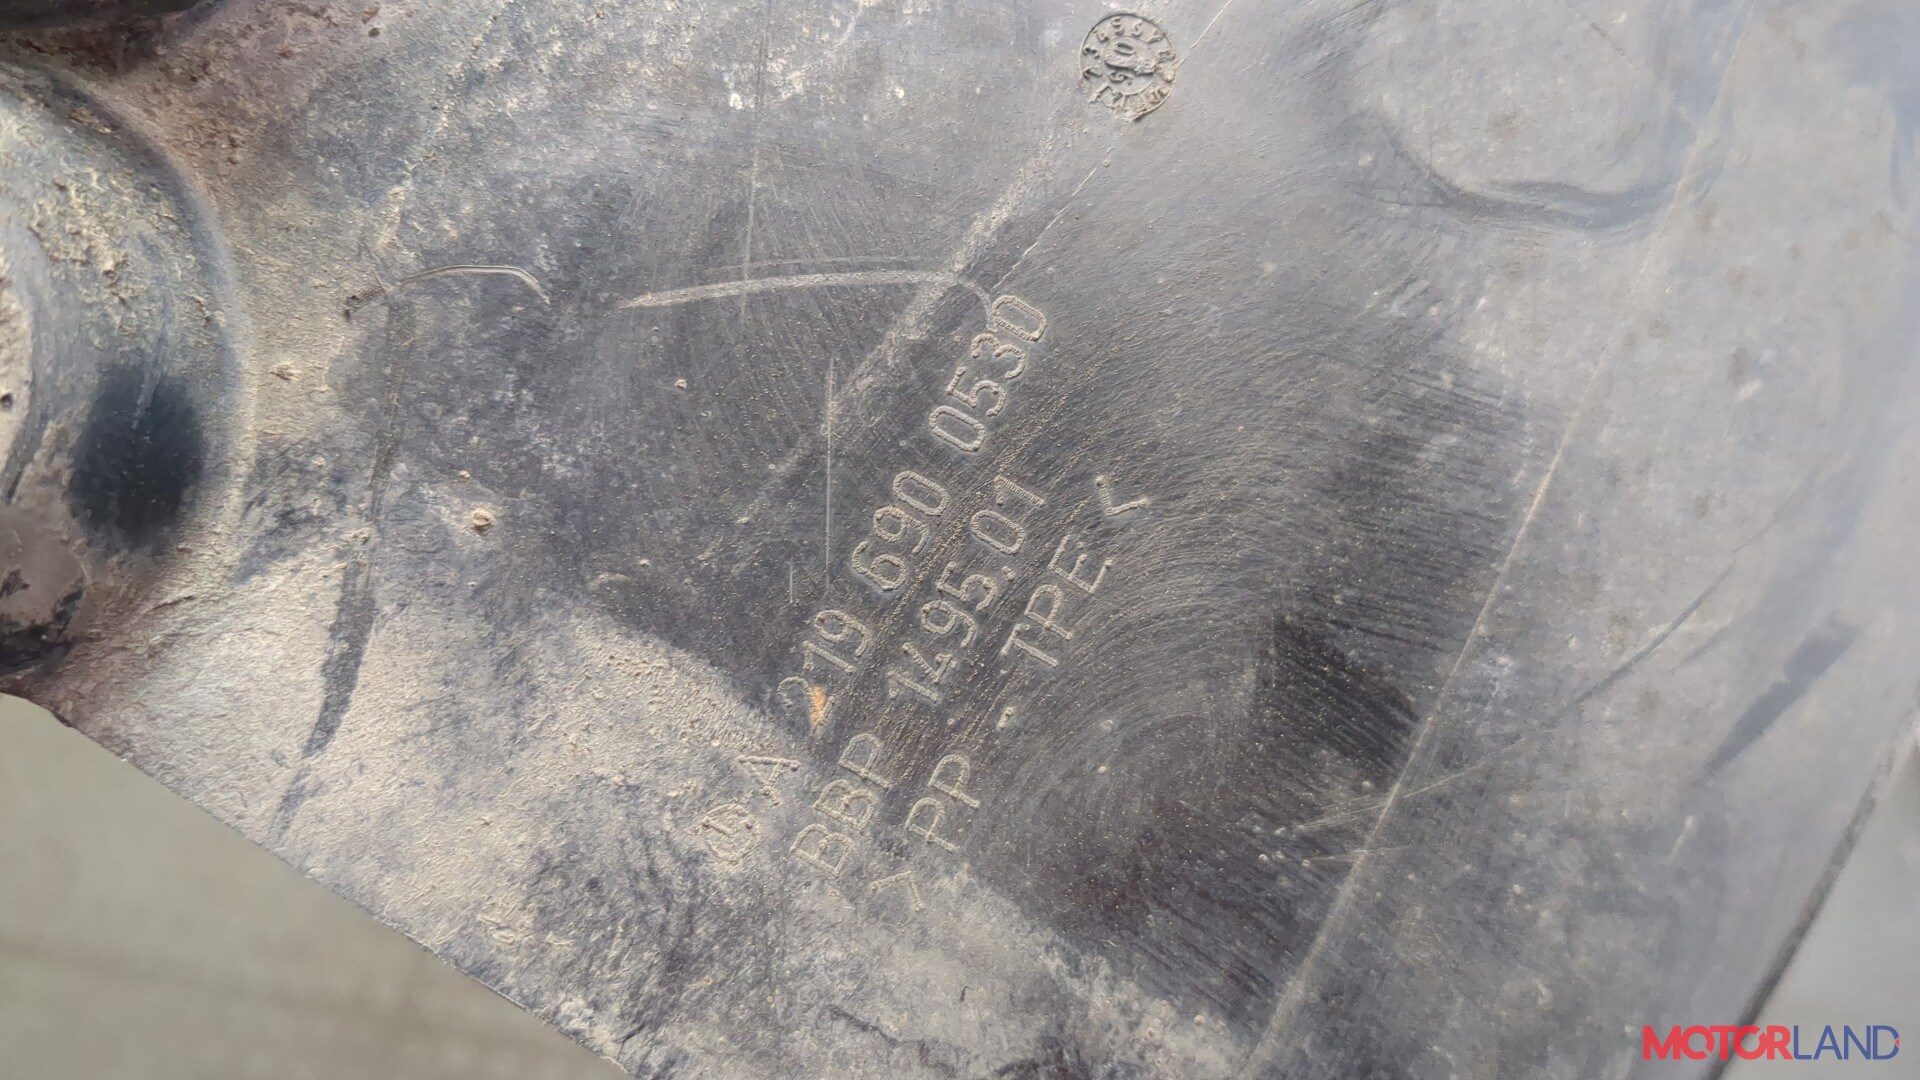 A 219 690 0530
BBP 1495.01
>PP - TPE<
MOTORLAND